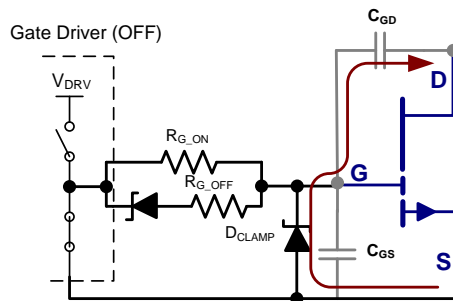 Gate Driver (OFF)
V_DRV
C_GD
D
R_G_ON
R_G_OFF
G
D_CLAMP
C_GS
S